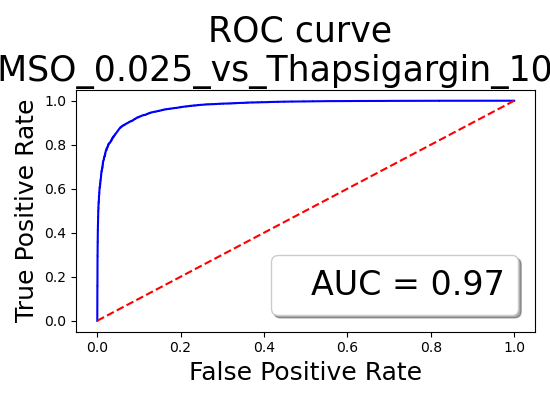 ROC curve
MSO_0.025_vs_Thapsigargin_10
True Positive Rate
1.0
0.8
0.6
0.4
0.2
0.0
AUC = 0.97
0.0 0.2 0.4 0.6 0.8 1.0
False Positive Rate